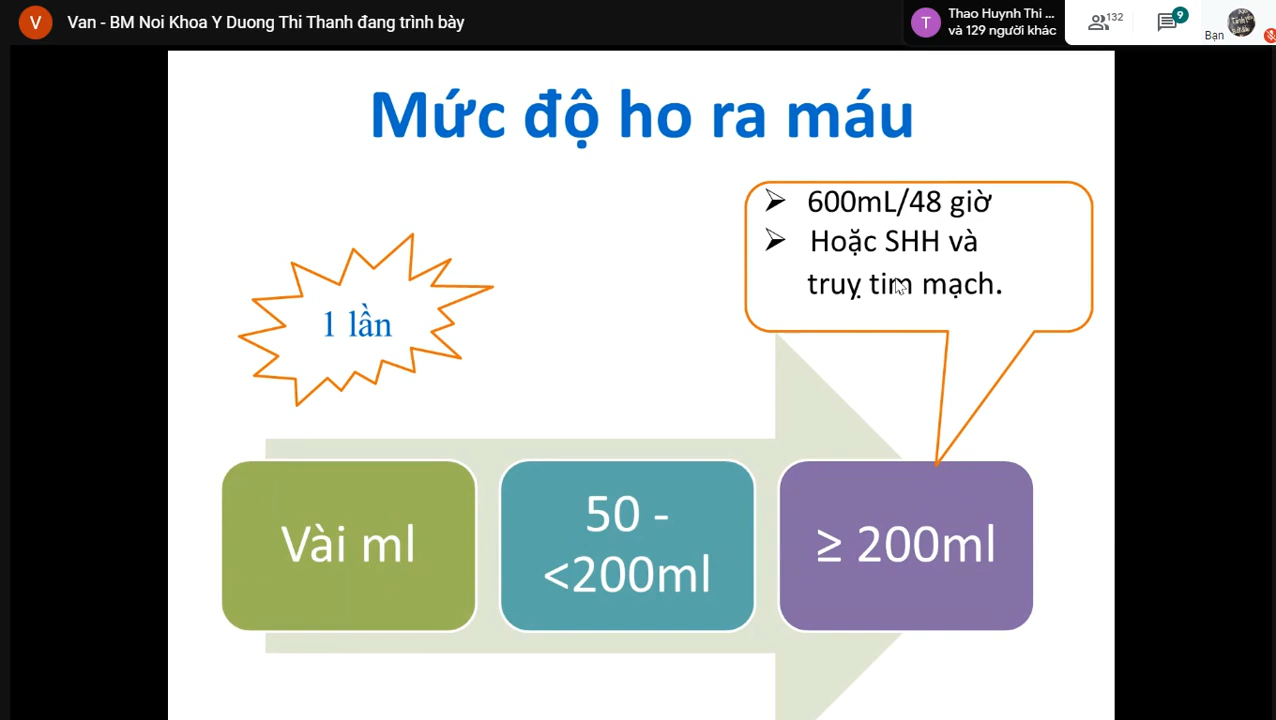 V
Van - BM Noi Khoa Y Duong Thi Thanh đang trình bày
T
Thao Huynh Thi ...
và 129 người khác
132
9
Bạn
Mức độ ho ra máu
➢ 600mL/48 giờ
➢ Hoặc SHH và
truỵ tim mạch.
1 lần
Vài ml
50 -
<200ml
≥ 200ml